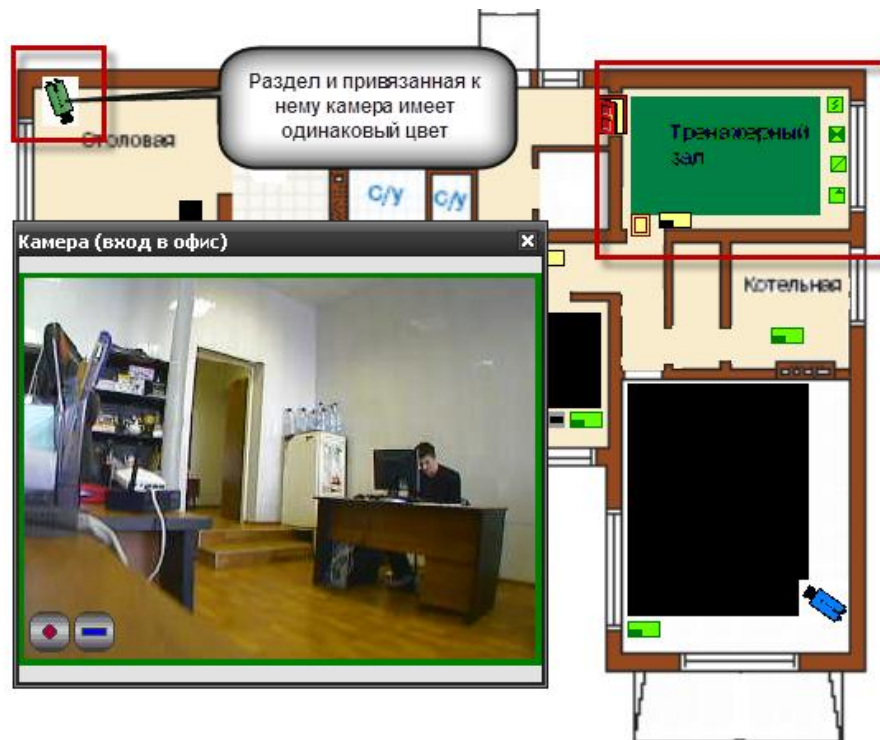 Раздел и привязанная к
нему камера имеет
одинаковый цвет
Столовая
Тренажерный
зал
С/у
С/у
Камера (вход в офис)
Котельная